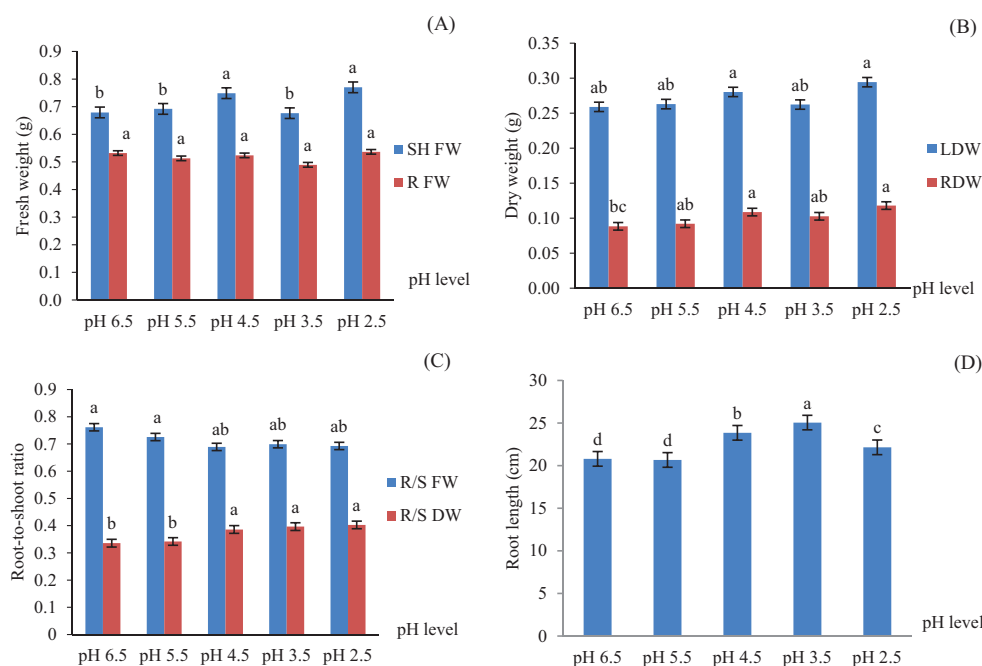 (A)
Fresh weight (g)
0.9
0.8
0.7
0.6
0.5
0.4
0.3
0.2
0.1
0.0
b a
b a
a a
b a
a a
SH FW
R FW
pH level
pH 6.5 pH 5.5 pH 4.5 pH 3.5 pH 2.5
(B)
Dry weight (g)
0.35
0.30
0.25
0.20
0.15
0.10
0.05
0.00
ab bc
ab ab
a a
ab ab
a a
LDW
RDW
pH level
pH 6.5 pH 5.5 pH 4.5 pH 3.5 pH 2.5
(C)
Root-to-shoot ratio
0.9
0.8
0.7
0.6
0.5
0.4
0.3
0.2
0.1
0
a b
a b
ab a
ab a
ab a
R/S FW
R/S DW
pH level
pH 6.5 pH 5.5 pH 4.5 pH 3.5 pH 2.5
(D)
Root length (cm)
30
25
20
15
10
5
0
d d b a c
pH level
pH 6.5 pH 5.5 pH 4.5 pH 3.5 pH 2.5